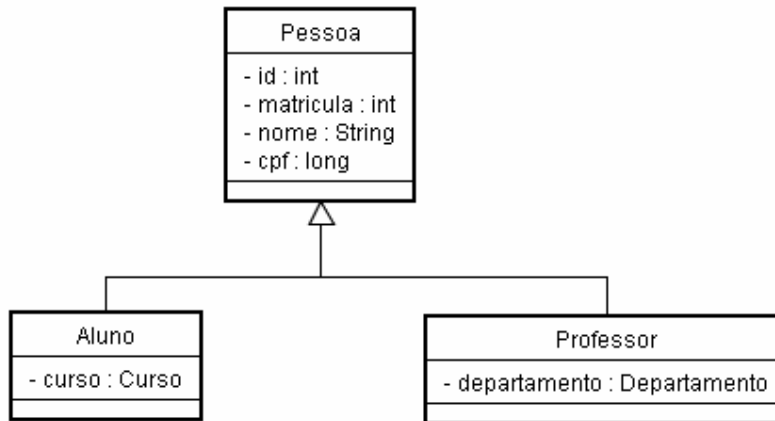 Pessoa
- id : int
- matricula : int
- nome : String
- cpf : long
Aluno
- curso : Curso
Professor
- departamento : Departamento